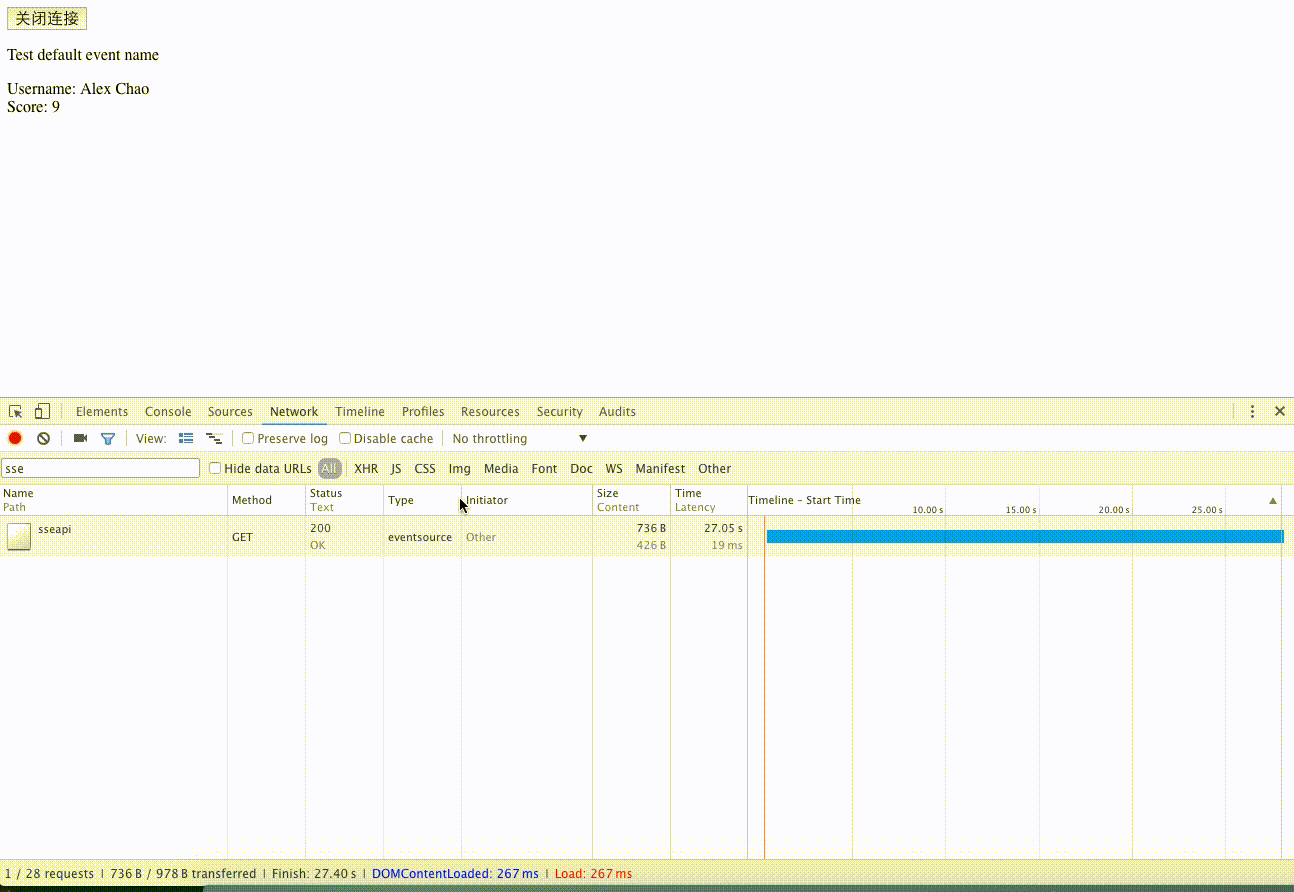 关闭连接
Test default event name
Username: Alex Chao
Score: 9
Elements Console Sources Network Timeline Profiles Resources Security Audits
View: Preserve log Disable cache No throttling
sse Hide data URLs All XHR JS CSS Img Media Font Doc WS Manifest Other
Name Path Method Status Text Type Initiator Size Content Time Latency Timeline – Start Time 10.00 s 15.00 s 20.00 s 25.00 s
sseapi GET 200 OK eventsource Other 736 B 426 B 27.05 s 19 ms
1 / 28 requests | 736 B / 978 B transferred | Finish: 27.40 s | DOMContentLoaded: 267 ms | Load: 267 ms